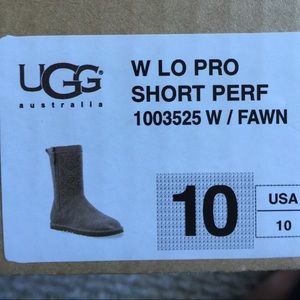 UGG
australia
W LO PRO
SHORT PERF
1003525 W / FAWN
10
USA
10